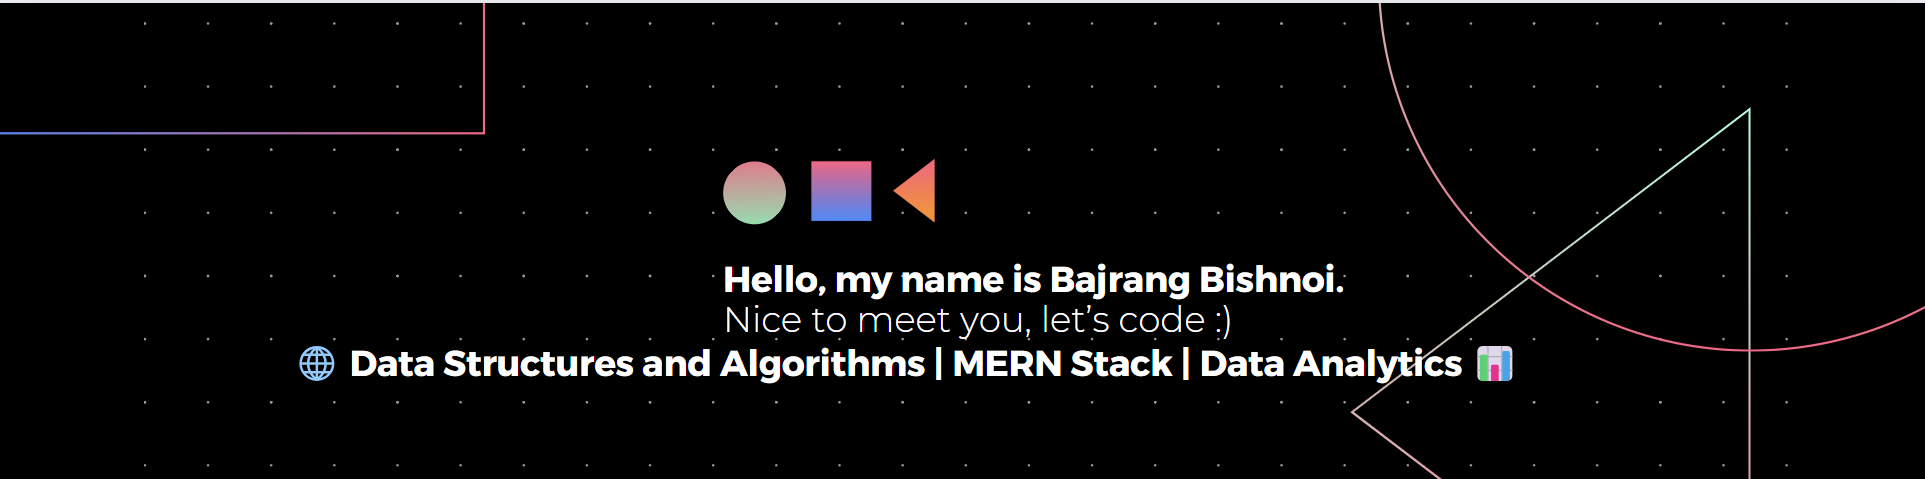 Hello, my name is Bajrang Bishnoi.
Nice to meet you, let’s code :)
🌐 Data Structures and Algorithms | MERN Stack | Data Analytics 📊